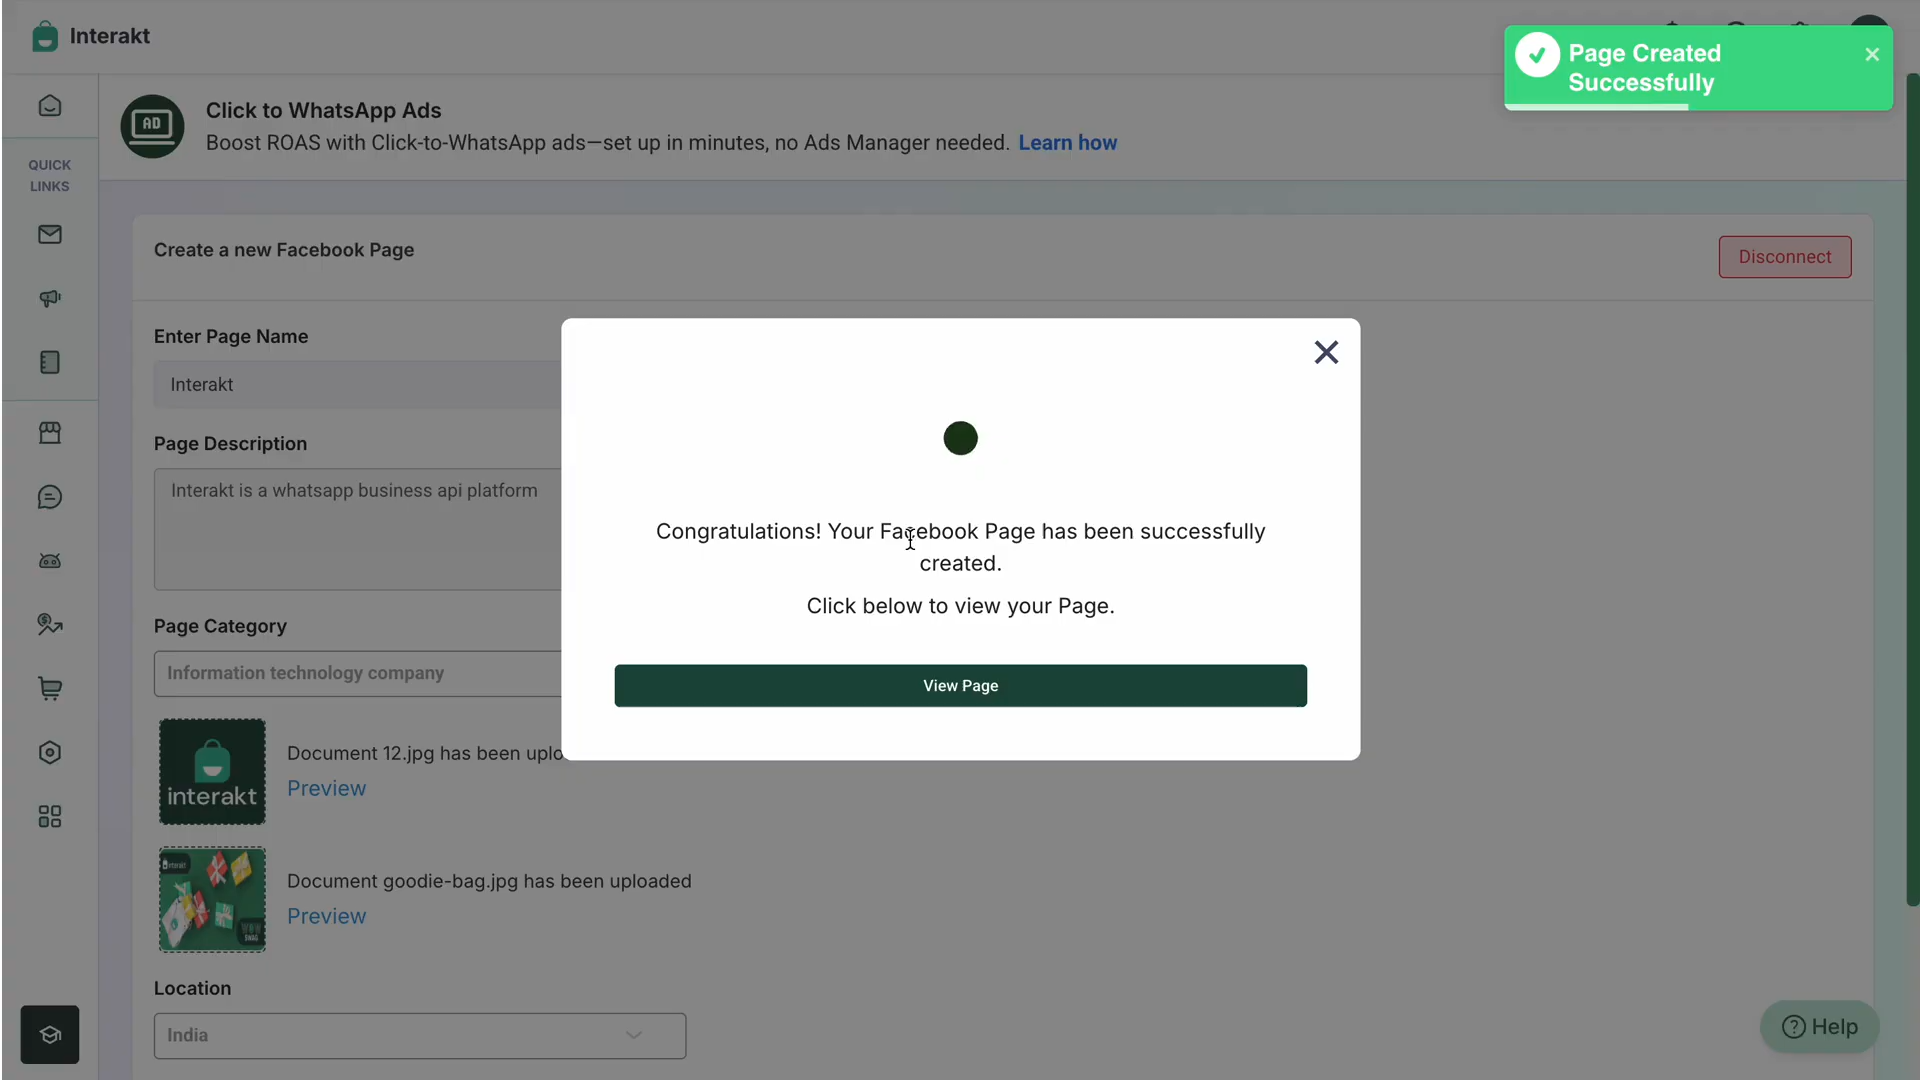 Interakt
Page Created
Successfully
Click to WhatsApp Ads
Boost ROAS with Click-to-WhatsApp ads—set up in minutes, no Ads Manager needed. Learn how
AD
QUICK
LINKS
Create a new Facebook Page
Disconnect
Enter Page Name
Interakt
Page Description
Interakt is a whatsapp business api platform
Congratulations! Your Facebook Page has been successfully
created.
Click below to view your Page.
View Page
Page Category
Information technology company
interakt
Document 12.jpg has been uplo
Preview
Document goodie-bag.jpg has been uploaded
Preview
Location
India
Help